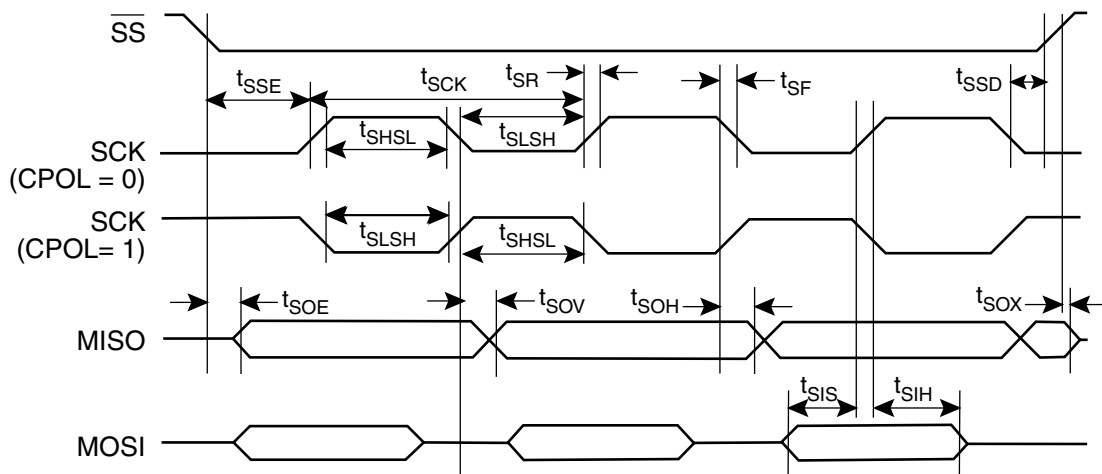 SS
tSSE
tSCK
tSR
tSF
tSSD
SCK
(CPOL = 0)
tSHSL
tSLSH
SCK
(CPOL= 1)
tSLSH
tSHSL
tSOE
tSOV
tSOH
tSOX
MISO
tSIS
tSIH
MOSI